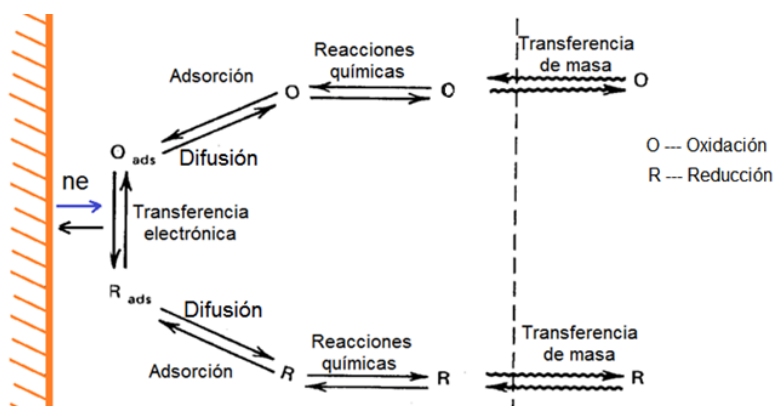 Reacciones
químicas
Transferencia
de masa
Adsorción
O
O
O
O ads
Difusión
O --- Oxidación
R --- Reducción
ne
Transferencia
electrónica
R ads
Difusión
Reacciones
químicas
Transferencia
de masa
Adsorción
R
R
R